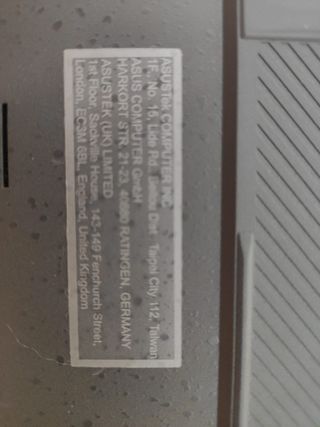 ASUSTek COMPUTER INC.
1F., No. 15, Lide Rd., Beitou Dist., Taipei City 112, Taiwan
ASUS COMPUTER GmbH
HARKORT STR. 21-23, 40880 RATINGEN, GERMANY
ASUSTEK (UK) LIMITED
1st Floor, Sackville House, 143-149 Fenchurch Street,
London, EC3M 6BL, England, United Kingdom